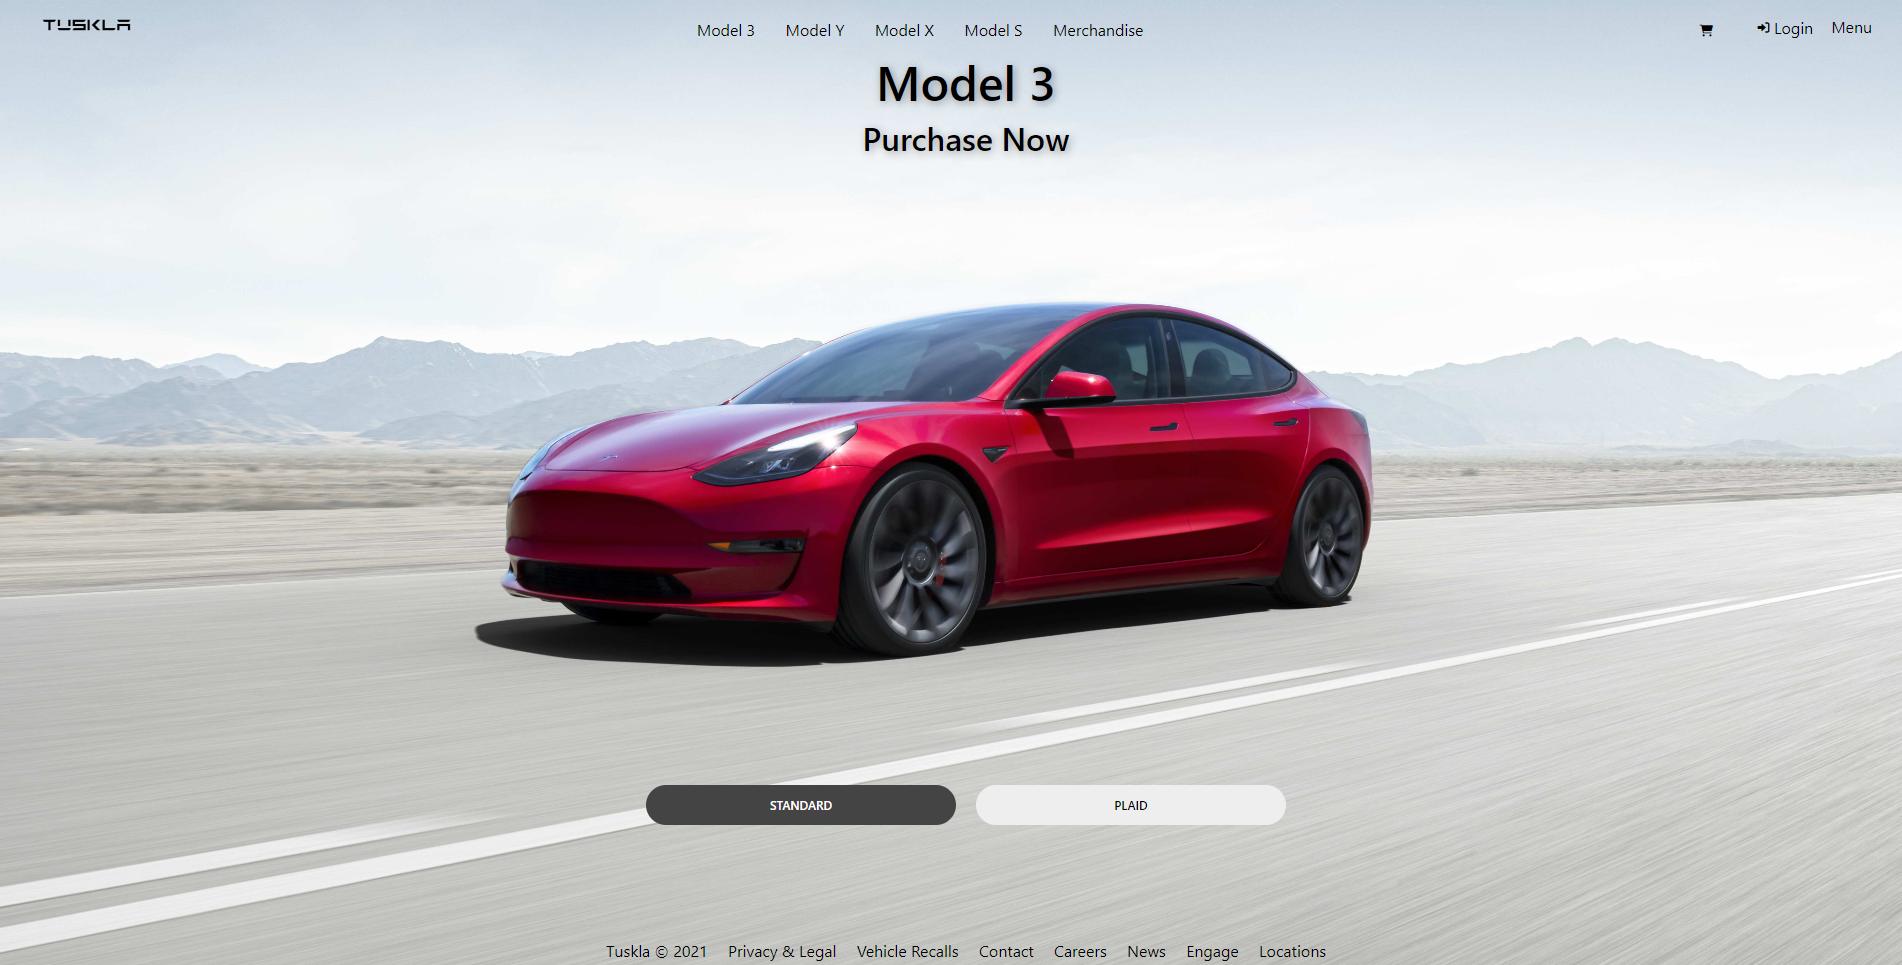 TUSKLA
Model 3 Model Y Model X Model S Merchandise
Login Menu
Model 3
Purchase Now
STANDARD PLAID
Tuskla © 2021 Privacy & Legal Vehicle Recalls Contact Careers News Engage Locations